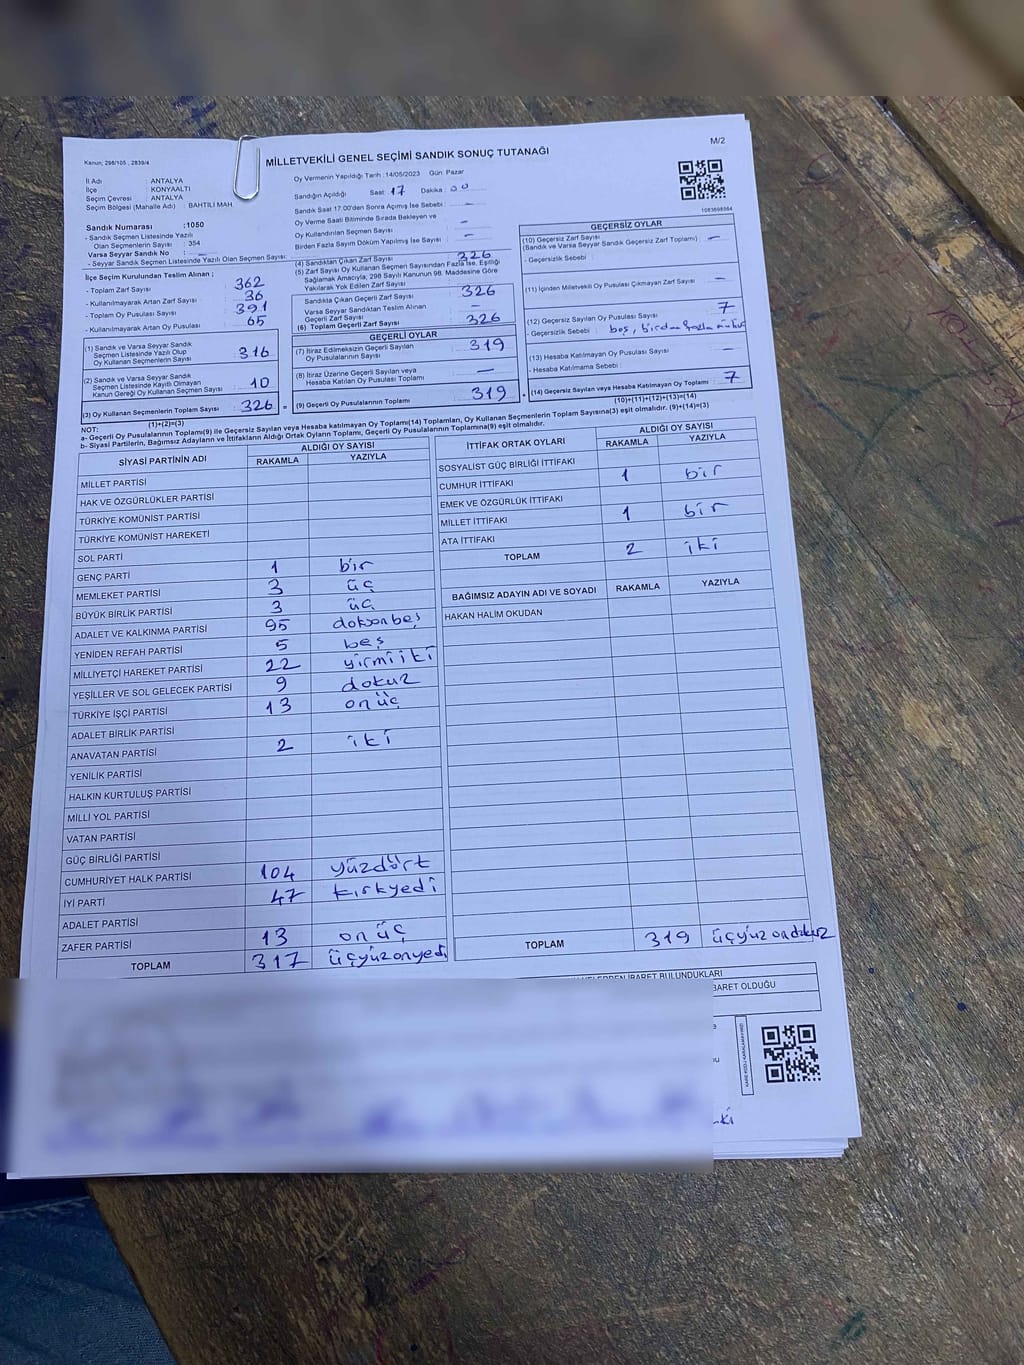 Kanun; 298/105 , 2839/4
MİLLETVEKİLİ GENEL SEÇİMİ SANDIK SONUÇ TUTANAĞI
M/2
İl Adı : ANTALYA
İlçe : KONYAALTI
Seçim Çevresi : ANTALYA
Seçim Bölgesi (Mahalle Adı) : BAHTILI MAH.
Sandık Numarası :1050
- Sandık Seçmen Listesinde Yazılı
Olan Seçmenlerin Sayısı : 354
Varsa Seyyar Sandık No :
- Seyyar Sandık Seçmen Listesinde Yazılı Olan Seçmen Sayısı:
Oy Vermenin Yapıldığı Tarih :14/05/2023 Gün: Pazar
Sandığın Açıldığı Saat: 17 Dakika : 00
Sandık Saat 17.00'den Sonra Açılmış İse Sebebi : -
Oy Verme Saati Bitiminde Sırada Bekleyen ve
Oy Kullandırılan Seçmen Sayısı -
Birden Fazla Sayım Döküm Yapılmış İse Sayısı -
1083698364
İlçe Seçim Kurulundan Teslim Alınan ;
- Toplam Zarf Sayısı : 362
- Kullanılmayarak Artan Zarf Sayısı : 36
- Toplam Oy Pusulası Sayısı : 391
- Kullanılmayarak Artan Oy Pusulası : 65
(4) Sandıktan Çıkan Zarf Sayısı : 326
(5) Zarf Sayısı Oy Kullanan Seçmen Sayısından Fazla İse, Eşitliği
Sağlamak Amacıyla, 298 Sayılı Kanunun 98. Maddesine Göre
Yakılarak Yok Edilen Zarf Sayısı :
Sandıkta Çıkan Geçerli Zarf Sayısı : 326
Varsa Seyyar Sandıktan Teslim Alınan
Geçerli Zarf Sayısı : -
(6) Toplam Geçerli Zarf Sayısı : 326
GEÇERSİZ OYLAR
(10) Geçersiz Zarf Sayısı : -
(Sandık ve Varsa Seyyar Sandık Geçersiz Zarf Toplamı)
- Geçersizlik Sebebi :
(11) İçinden Milletvekili Oy Pusulası Çıkmayan Zarf Sayısı : -
(12) Geçersiz Sayılan Oy Pusulası Sayısı : 7
- Geçersizlik Sebebi : boş, birden fazla mühür
(13) Hesaba Katılmayan Oy Pusulası Sayısı : -
- Hesaba Katılmama Sebebi :
(14) Geçersiz Sayılan veya Hesaba Katılmayan Oy Toplamı : 7
(10)+(11)+(12)+(13)=(14)
(1) Sandık ve Varsa Seyyar Sandık
Seçmen Listesinde Yazılı Olup
Oy Kullanan Seçmenlerin Sayısı : 316
(2) Sandık ve Varsa Seyyar Sandık
Seçmen Listesinde Kayıtlı Olmayan
Kanun Gereği Oy Kullanan Seçmen Sayısı : 10
(3) Oy Kullanan Seçmenlerin Toplam Sayısı : 326
(1)+(2)=(3)
=
GEÇERLİ OYLAR
(7) İtiraz Edilmeksizin Geçerli Sayılan
Oy Pusulalarının Sayısı : 319
(8) İtiraz Üzerine Geçerli Sayılan veya
Hesaba Katılan Oy Pusulası Toplamı : -
(9) Geçerli Oy Pusulalarının Toplamı : 319
+
NOT:
a- Geçerli Oy Pusulalarının Toplamı(9) ile Geçersiz Sayılan veya Hesaba katılmayan Oy Toplamı(14) Toplamları, Oy Kullanan Seçmenlerin Toplam Sayısına(3) eşit olmalıdır. (9)+(14)=(3)
b- Siyasi Partilerin, Bağımsız Adayların ve İttifakların Aldığı Ortak Oyların Toplamı, Geçerli Oy Pusulalarının Toplamına(9) eşit olmalıdır.
SİYASİ PARTİNİN ADI ALDIĞI OY SAYISI
RAKAMLA YAZIYLA
MİLLET PARTİSİ
HAK VE ÖZGÜRLÜKLER PARTİSİ
TÜRKİYE KOMÜNİST PARTİSİ
TÜRKİYE KOMÜNİST HAREKETİ
SOL PARTİ
GENÇ PARTİ 1 bir
MEMLEKET PARTİSİ 3 üç
BÜYÜK BİRLİK PARTİSİ 3 üç
ADALET VE KALKINMA PARTİSİ 95 doksanbeş
YENİDEN REFAH PARTİSİ 5 beş
MİLLİYETÇİ HAREKET PARTİSİ 22 yirmiiki
YEŞİLLER VE SOL GELECEK PARTİSİ 9 dokuz
TÜRKİYE İŞÇİ PARTİSİ 13 onüç
ADALET BİRLİK PARTİSİ
ANAVATAN PARTİSİ 2 iki
YENİLİK PARTİSİ
HALKIN KURTULUŞ PARTİSİ
MİLLİ YOL PARTİSİ
VATAN PARTİSİ
GÜÇ BİRLİĞİ PARTİSİ
CUMHURİYET HALK PARTİSİ 104 yüzdört
İYİ PARTİ 47 kırkyedi
ADALET PARTİSİ
ZAFER PARTİSİ 13 onüç
TOPLAM 317 üçyüzonyedi
İTTİFAK ORTAK OYLARI ALDIĞI OY SAYISI
RAKAMLA YAZIYLA
SOSYALİST GÜÇ BİRLİĞİ İTTİFAKI
CUMHUR İTTİFAKI 1 bir
EMEK VE ÖZGÜRLÜK İTTİFAKI
MİLLET İTTİFAKI 1 bir
ATA İTTİFAKI
TOPLAM 2 iki
BAĞIMSIZ ADAYIN ADI VE SOYADI RAKAMLA YAZIYLA
HAKAN HALİM OKUDAN
TOPLAM 319 üçyüzondokuz
İBARET BULUNDUKLARI
BARET OLDUĞU